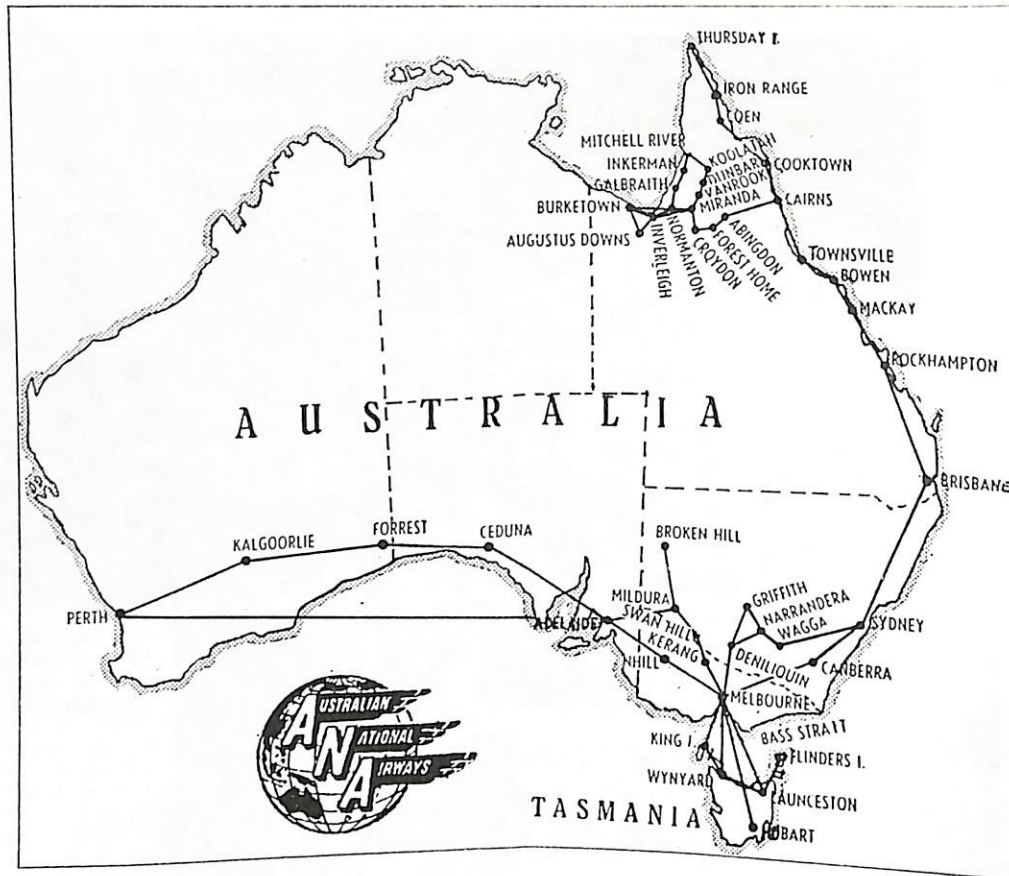 THURSDAY I.
IRON RANGE
COEN
MITCHELL RIVER
KOOLATAH
INKERMAN
DUNBAR
COOKTOWN
GALBRAITH
VANROOK
BURKETOWN
MIRANDA
CAIRNS
AUGUSTUS DOWNS
INVERLEIGH
NORMANTON
CROYDON
FOREST HOME
ABINGDON
TOWNSVILLE
BOWEN
MACKAY
ROCKHAMPTON
AUSTRALIA
BRISBANE
FORREST
CEDUNA
BROKEN HILL
KALGOORLIE
MILDURA
GRIFFITH
PERTH
ADELAIDE
SWAN HILL
NARRANDERA
SYDNEY
KERANG
WAGGA
NHILL
DENILIQUIN
CANBERRA
MELBOURNE
AUSTRALIAN
NATIONAL
AIRWAYS
BASS STRAIT
KING I
FLINDERS I.
WYNYARD
LAUNCESTON
TASMANIA
HOBART